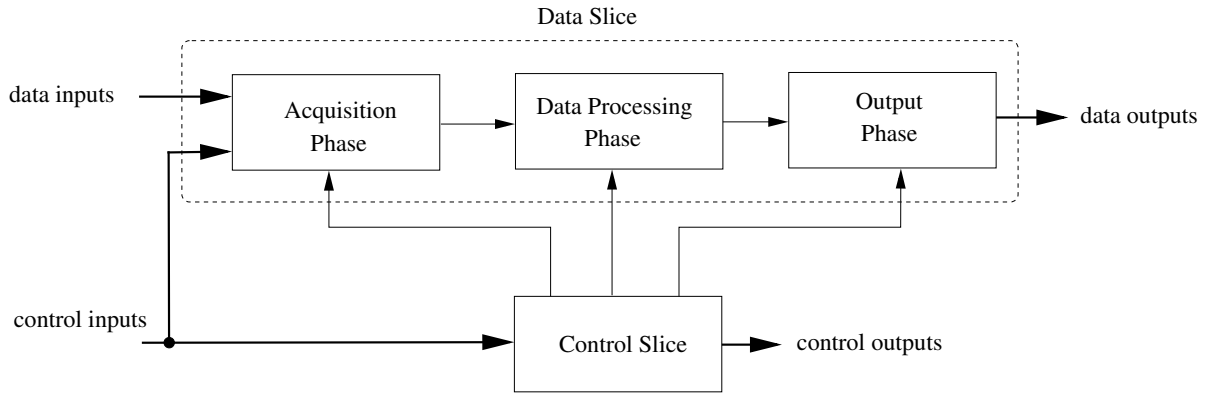 Data Slice
data inputs
Acquisition
Phase
Data Processing
Phase
Output
Phase
data outputs
control inputs
Control Slice
control outputs